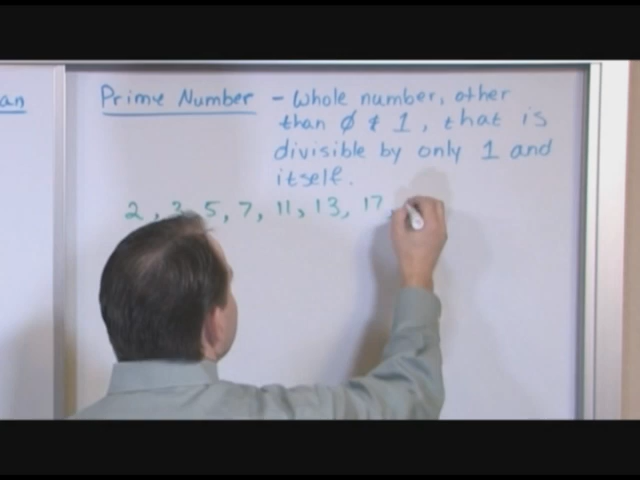 an
Prime Number - Whole number, other
than 0 & 1, that is
divisible by only 1 and
itself.
2, 3, 5, 7, 11, 13, 17,